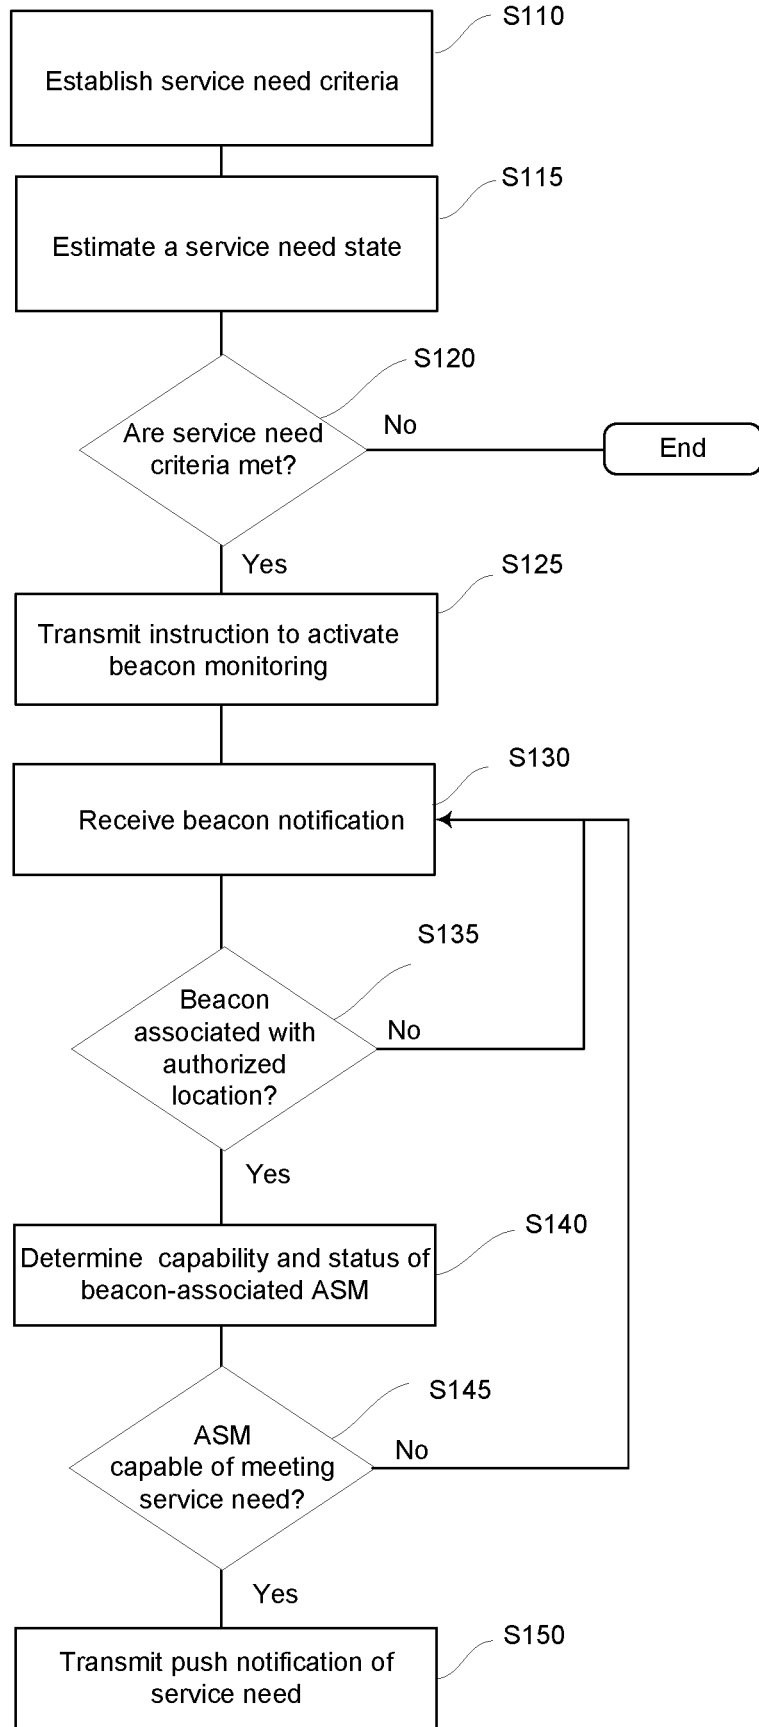 S110
Establish service need criteria
S115
Estimate a service need state
S120
Are service need
criteria met?
No
End
Yes
S125
Transmit instruction to activate
beacon monitoring
S130
Receive beacon notification
S135
Beacon
associated with
authorized
location?
No
Yes
S140
Determine capability and status of
beacon-associated ASM
S145
ASM
capable of meeting
service need?
No
Yes
S150
Transmit push notification of
service need